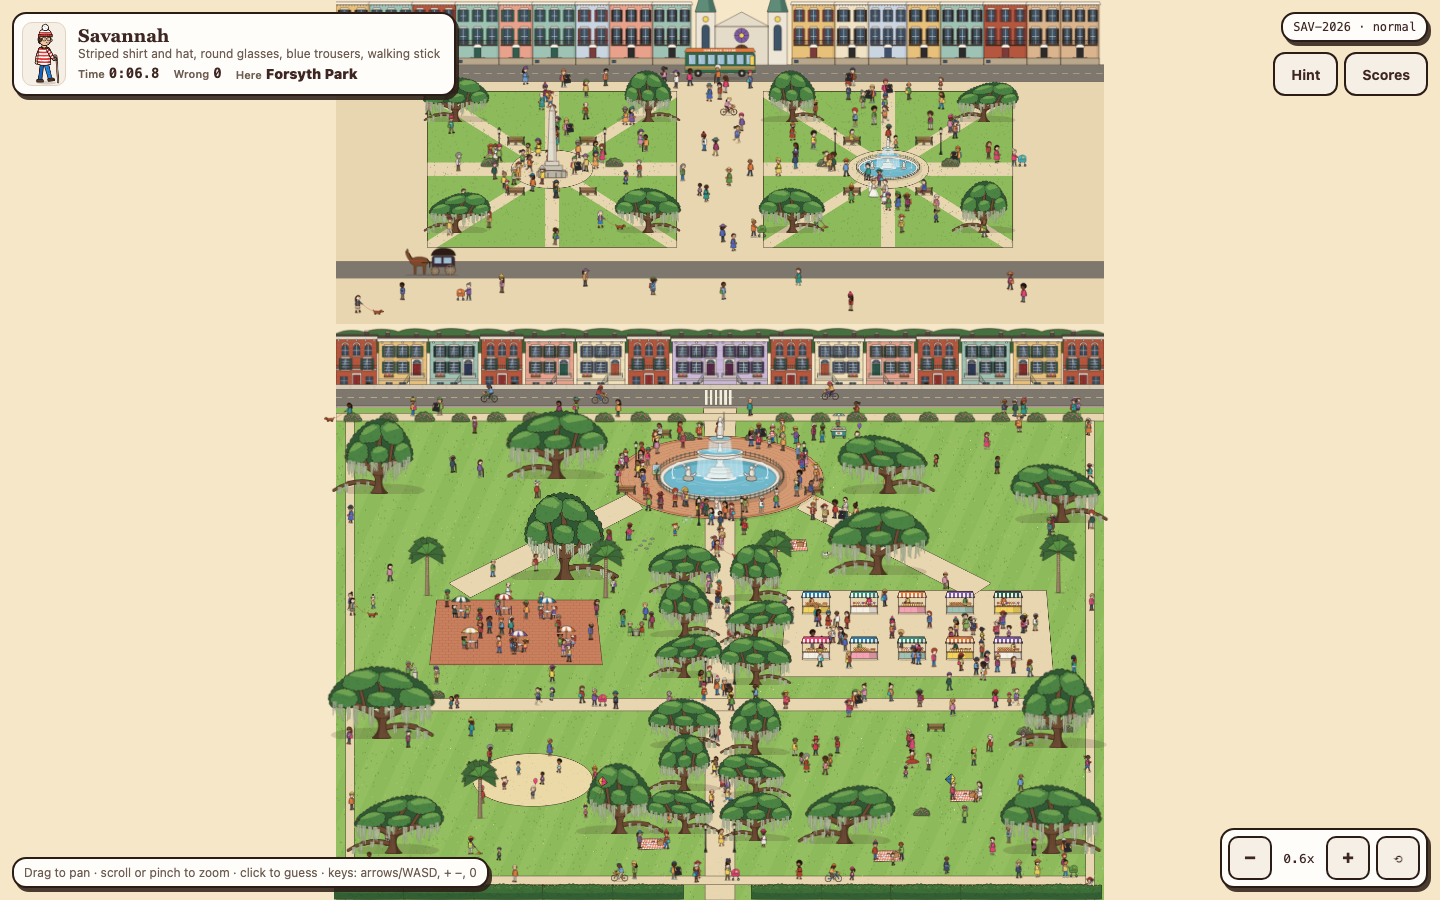 Savannah
Striped shirt and hat, round glasses, blue trousers, walking stick
Time 0:06.8 Wrong 0 Here Forsyth Park
SAV-2026 · normal
Hint
Scores
Drag to pan · scroll or pinch to zoom · click to guess · keys: arrows/WASD, + −, 0
− 0.6x +